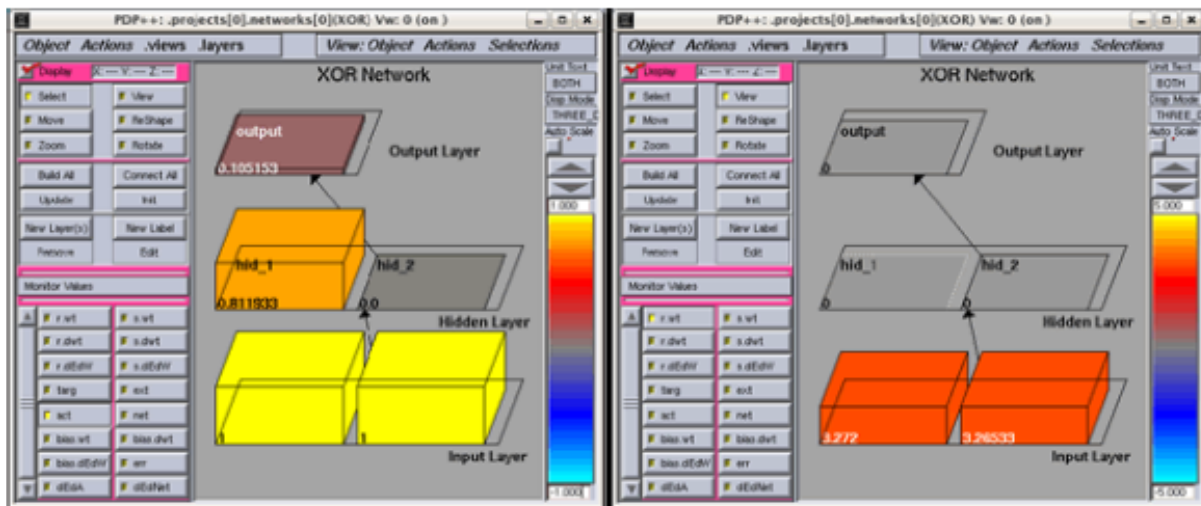 PDP++: .projects[0].networks[0](XOR) Vw: 0 (on )
Object Actions .views .layers
View: Object Actions Selections
Display X: --- Y: --- Z: ---
Select View
Move ReShape
Zoom Rotate
Build All Connect All
Update Init
New Layer(s) New Label
Remove Edit
Monitor Values
r.wt s.wt
r.dwt s.dwt
r.dEdW s.dEdW
targ ext
act net
bias.wt bias.dwt
bias.dEdW err
dEdA dEdNet
XOR Network
output
0.105153
Output Layer
hid_1 hid_2
0.811933 0.0
Hidden Layer
1 1
Input Layer
Unit Text
BOTH
Disp Mode
THREE_D
Auto Scale
1.000
-1.000
PDP++: .projects[0].networks[0](XOR) Vw: 0 (on )
Object Actions .views .layers
View: Object Actions Selections
Display X: --- Y: --- Z: ---
Select View
Move ReShape
Zoom Rotate
Build All Connect All
Update Init
New Layer(s) New Label
Remove Edit
Monitor Values
r.wt s.wt
r.dwt s.dwt
r.dEdW s.dEdW
targ ext
act net
bias.wt bias.dwt
bias.dEdW err
dEdA dEdNet
XOR Network
output
0
Output Layer
hid_1 hid_2
0 0
Hidden Layer
3.272 3.26533
Input Layer
Unit Text
BOTH
Disp Mode
THREE_D
Auto Scale
5.000
-5.000